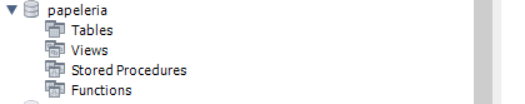 papeleria
Tables
Views
Stored Procedures
Functions